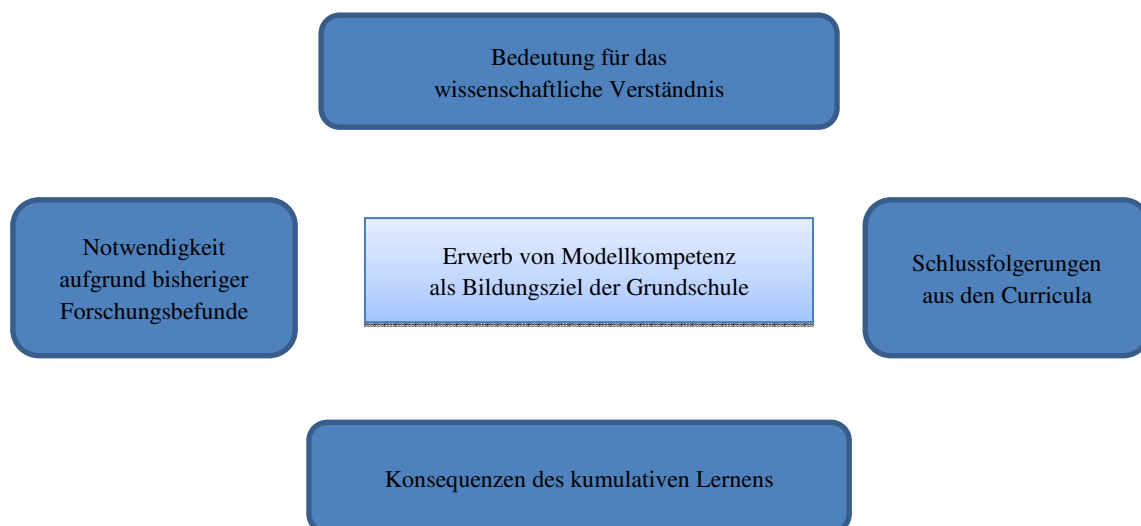 Bedeutung für das
wissenschaftliche Verständnis
Notwendigkeit
aufgrund bisheriger
Forschungsbefunde
Erwerb von Modellkompetenz
als Bildungsziel der Grundschule
Schlussfolgerungen
aus den Curricula
Konsequenzen des kumulativen Lernens